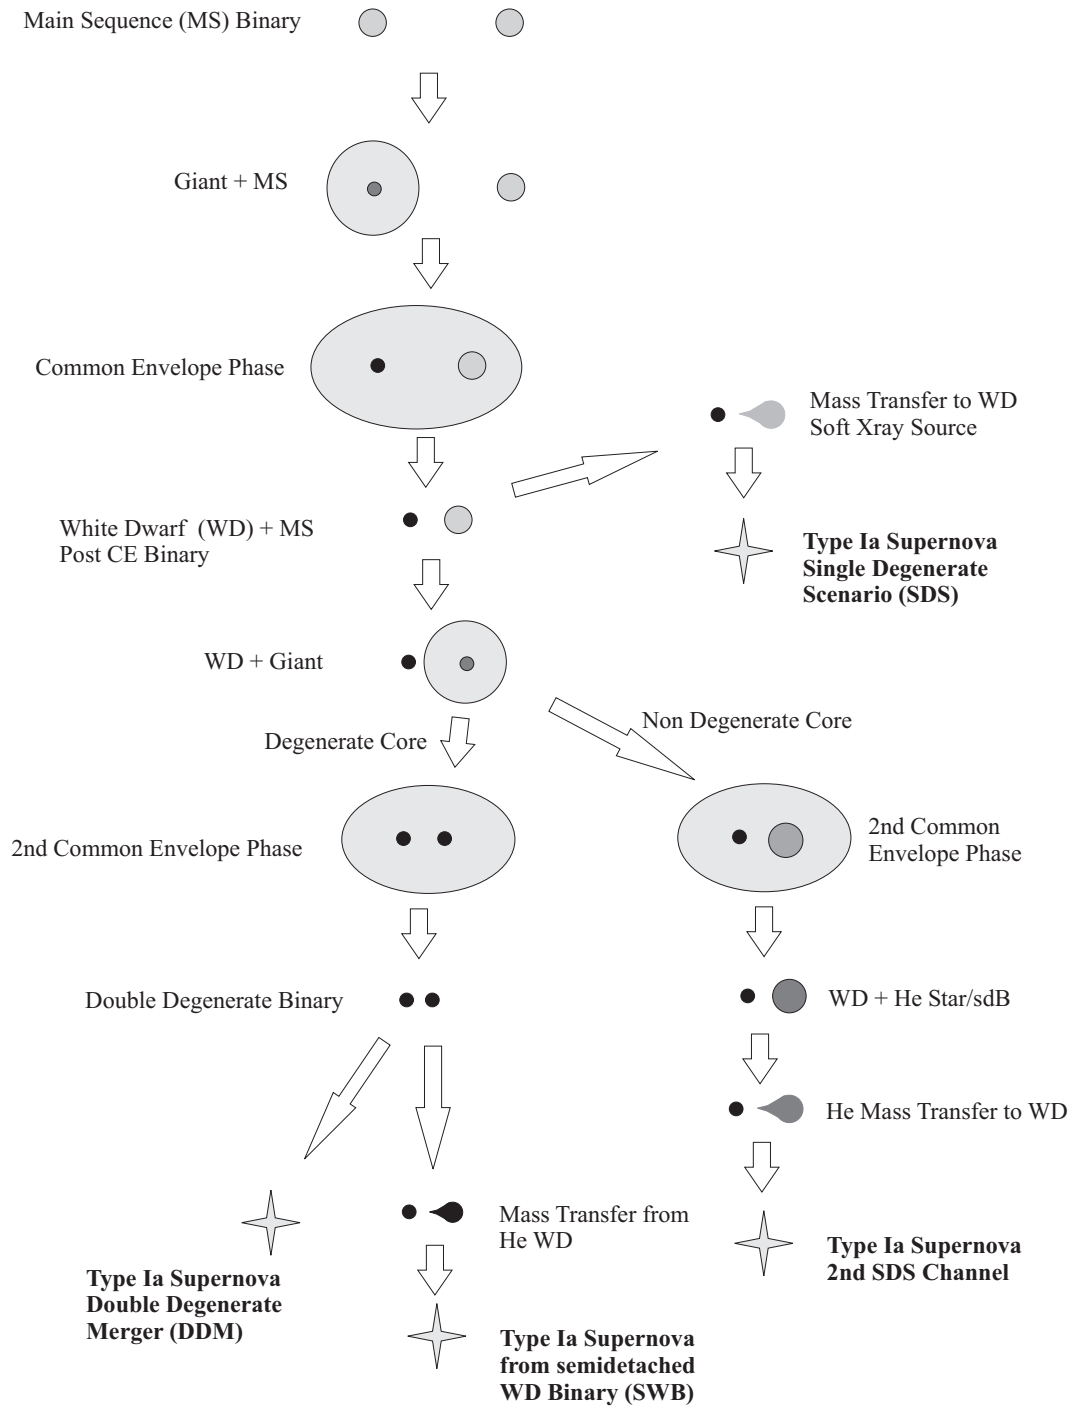 Main Sequence (MS) Binary
Giant + MS
Common Envelope Phase
Mass Transfer to WD
Soft Xray Source
White Dwarf (WD) + MS
Post CE Binary
Type Ia Supernova
Single Degenerate
Scenario (SDS)
WD + Giant
Degenerate Core
Non Degenerate Core
2nd Common Envelope Phase
2nd Common
Envelope Phase
Double Degenerate Binary
WD + He Star/sdB
He Mass Transfer to WD
Mass Transfer from
He WD
Type Ia Supernova
2nd SDS Channel
Type Ia Supernova
Double Degenerate
Merger (DDM)
Type Ia Supernova
from semidetached
WD Binary (SWB)